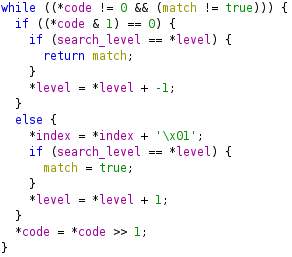 while ((*code != 0 && (match != true))) {
if ((*code & 1) == 0) {
if (search_level == *level) {
return match;
}
*level = *level + -1;
}
else {
*index = *index + '\x01';
if (search_level == *level) {
match = true;
}
*level = *level + 1;
}
*code = *code >> 1;
}